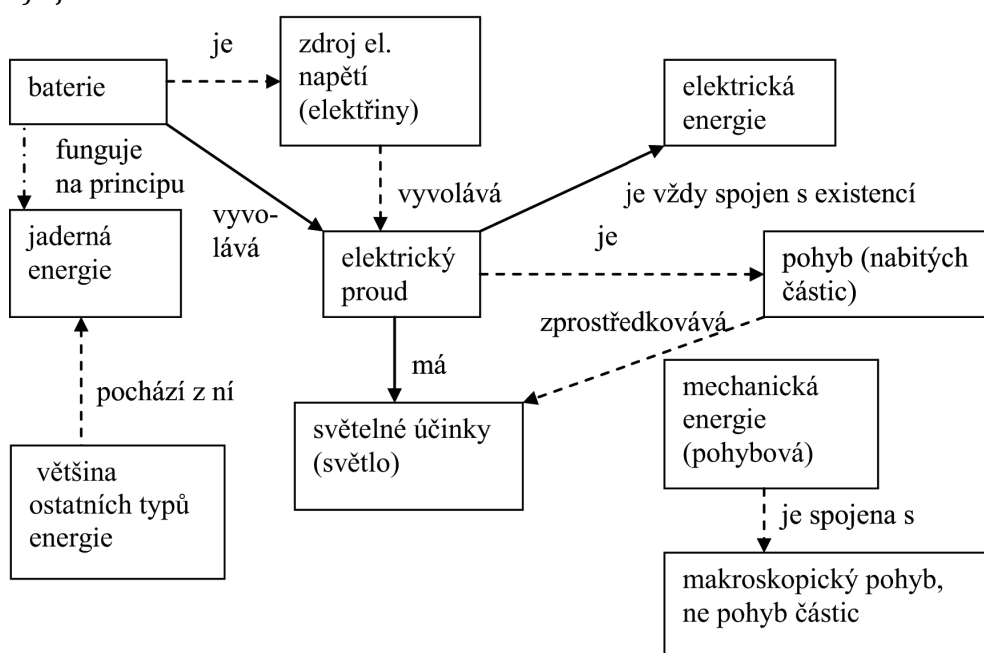 je
zdroj el.
napětí
(elektřiny)
baterie
elektrická
energie
funguje
na principu
vyvolává
je vždy spojen s existencí
vyvo-
lává
je
jaderná
energie
elektrický
proud
pohyb (nabitých
částic)
zprostředkovává
má
pochází z ní
mechanická
energie
(pohybová)
světelné účinky
(světlo)
většina
ostatních typů
energie
je spojena s
makroskopický pohyb,
ne pohyb částic